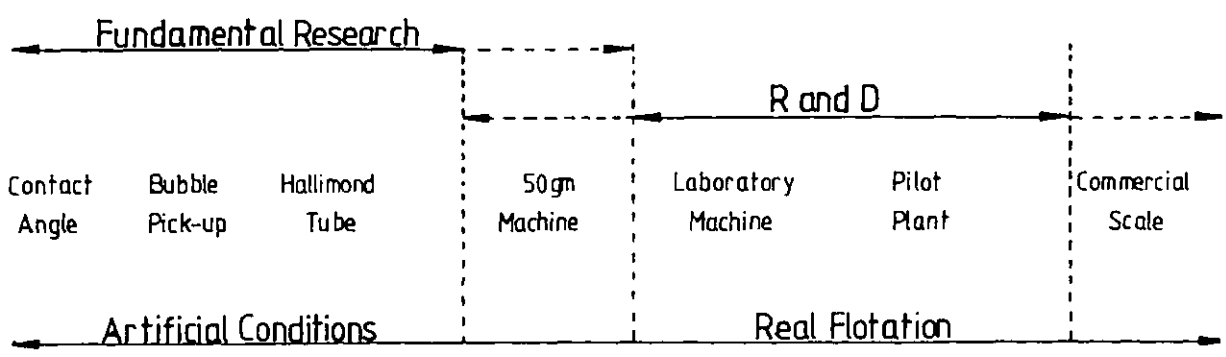 Fundamental Research
R and D
Contact Bubble Hallimond 50gm Laboratory Pilot Commercial
Angle Pick-up Tube Machine Machine Plant Scale
Artificial Conditions Real Flotation